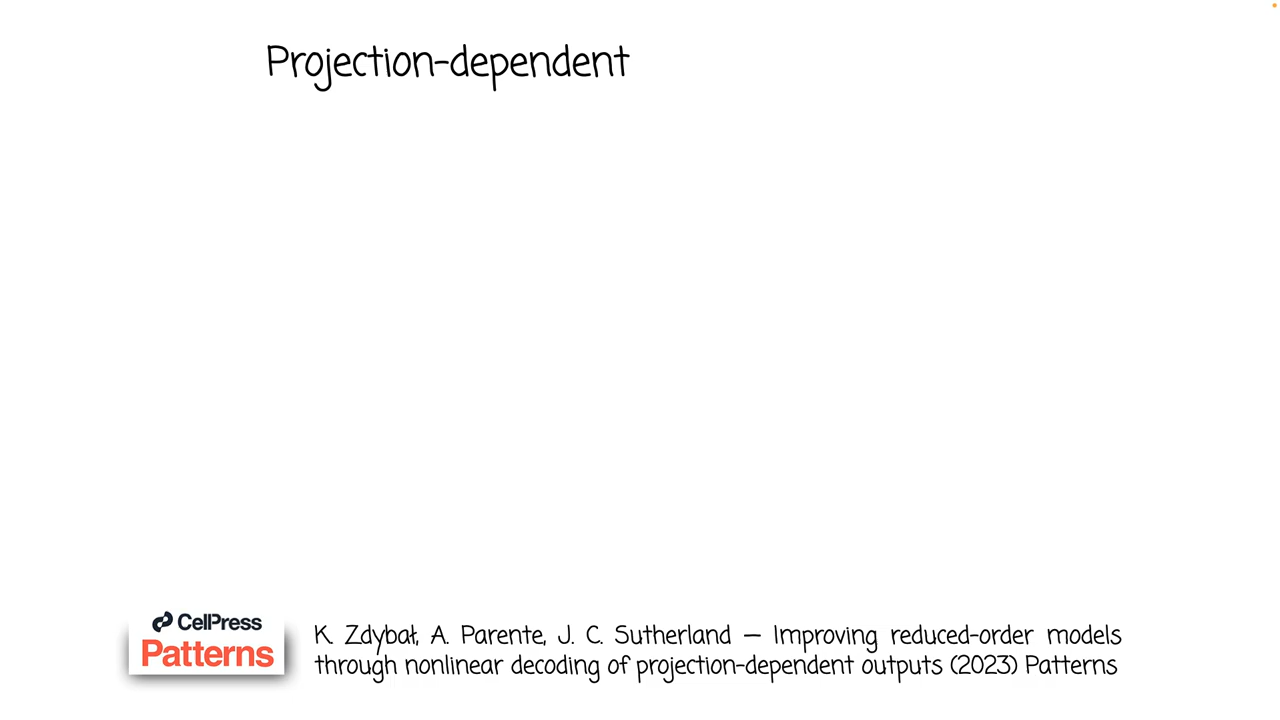 Projection-dependent
CellPress
Patterns
K. Zdybał, A. Parente, J. C. Sutherland – Improving reduced-order models
through nonlinear decoding of projection-dependent outputs (2023) Patterns